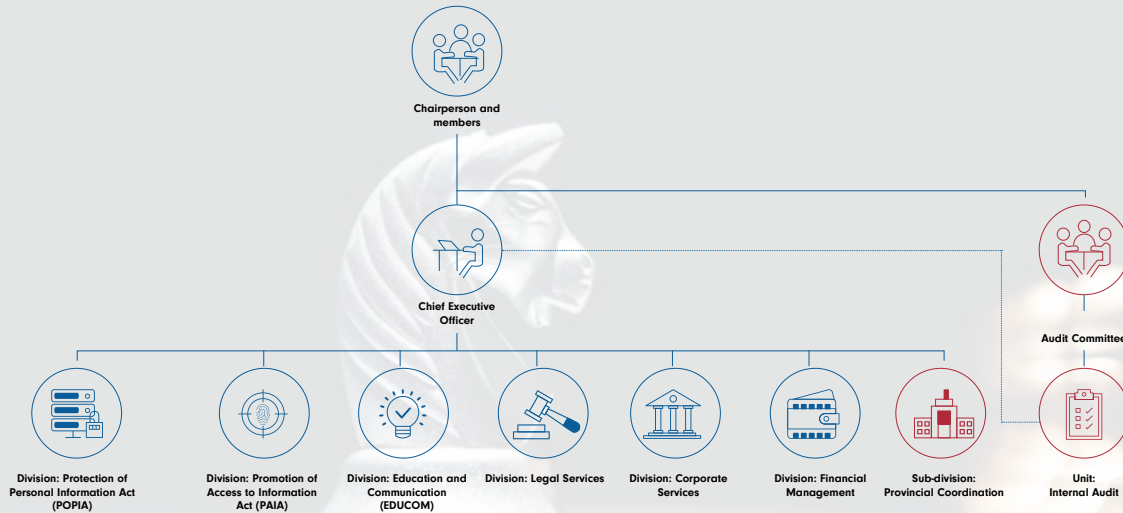 Chairperson and
members
Chief Executive
Officer
Audit Committee
Division: Protection of
Personal Information Act
(POPIA)
Division: Promotion of
Access to Information
Act (PAIA)
Division: Education and
Communication
(EDUCOM)
Division: Legal Services
Division: Corporate
Services
Division: Financial
Management
Sub-division:
Provincial Coordination
Unit:
Internal Audit